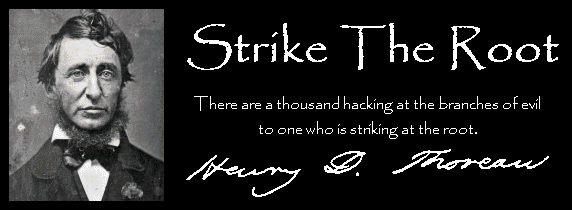 Strike The Root
There are a thousand hacking at the branches of evil
to one who is striking at the root.
Henry D. Thoreau